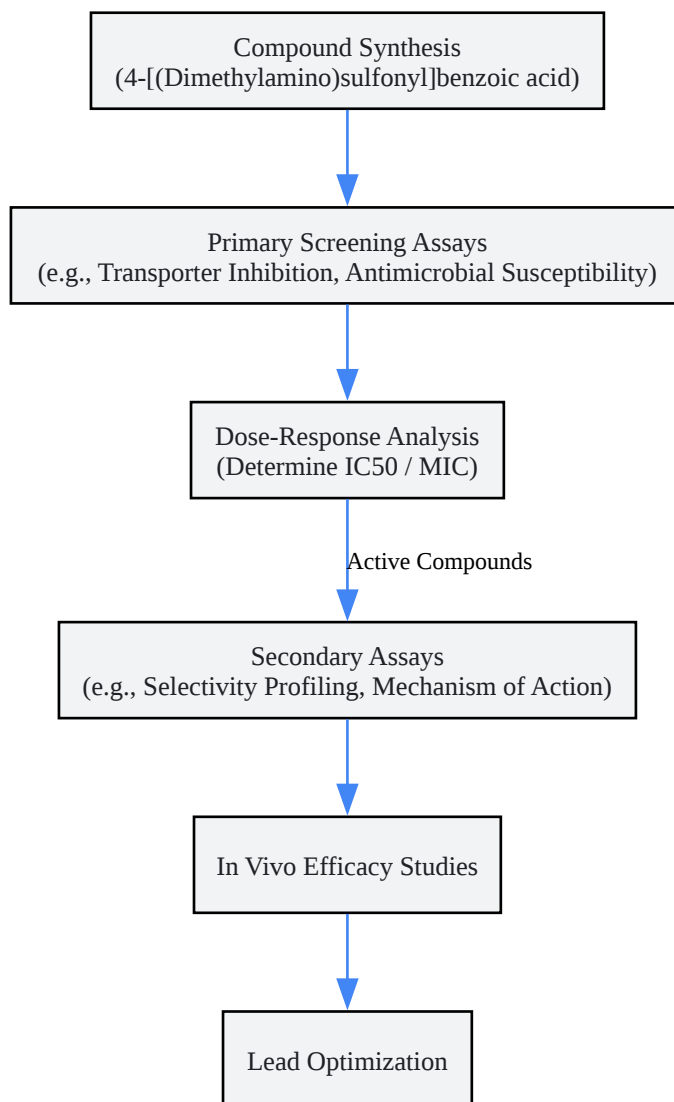 Compound Synthesis
(4-[(Dimethylamino)sulfonyl]benzoic acid)
Primary Screening Assays
(e.g., Transporter Inhibition, Antimicrobial Susceptibility)
Dose-Response Analysis
(Determine IC50 / MIC)
Active Compounds
Secondary Assays
(e.g., Selectivity Profiling, Mechanism of Action)
In Vivo Efficacy Studies
Lead Optimization